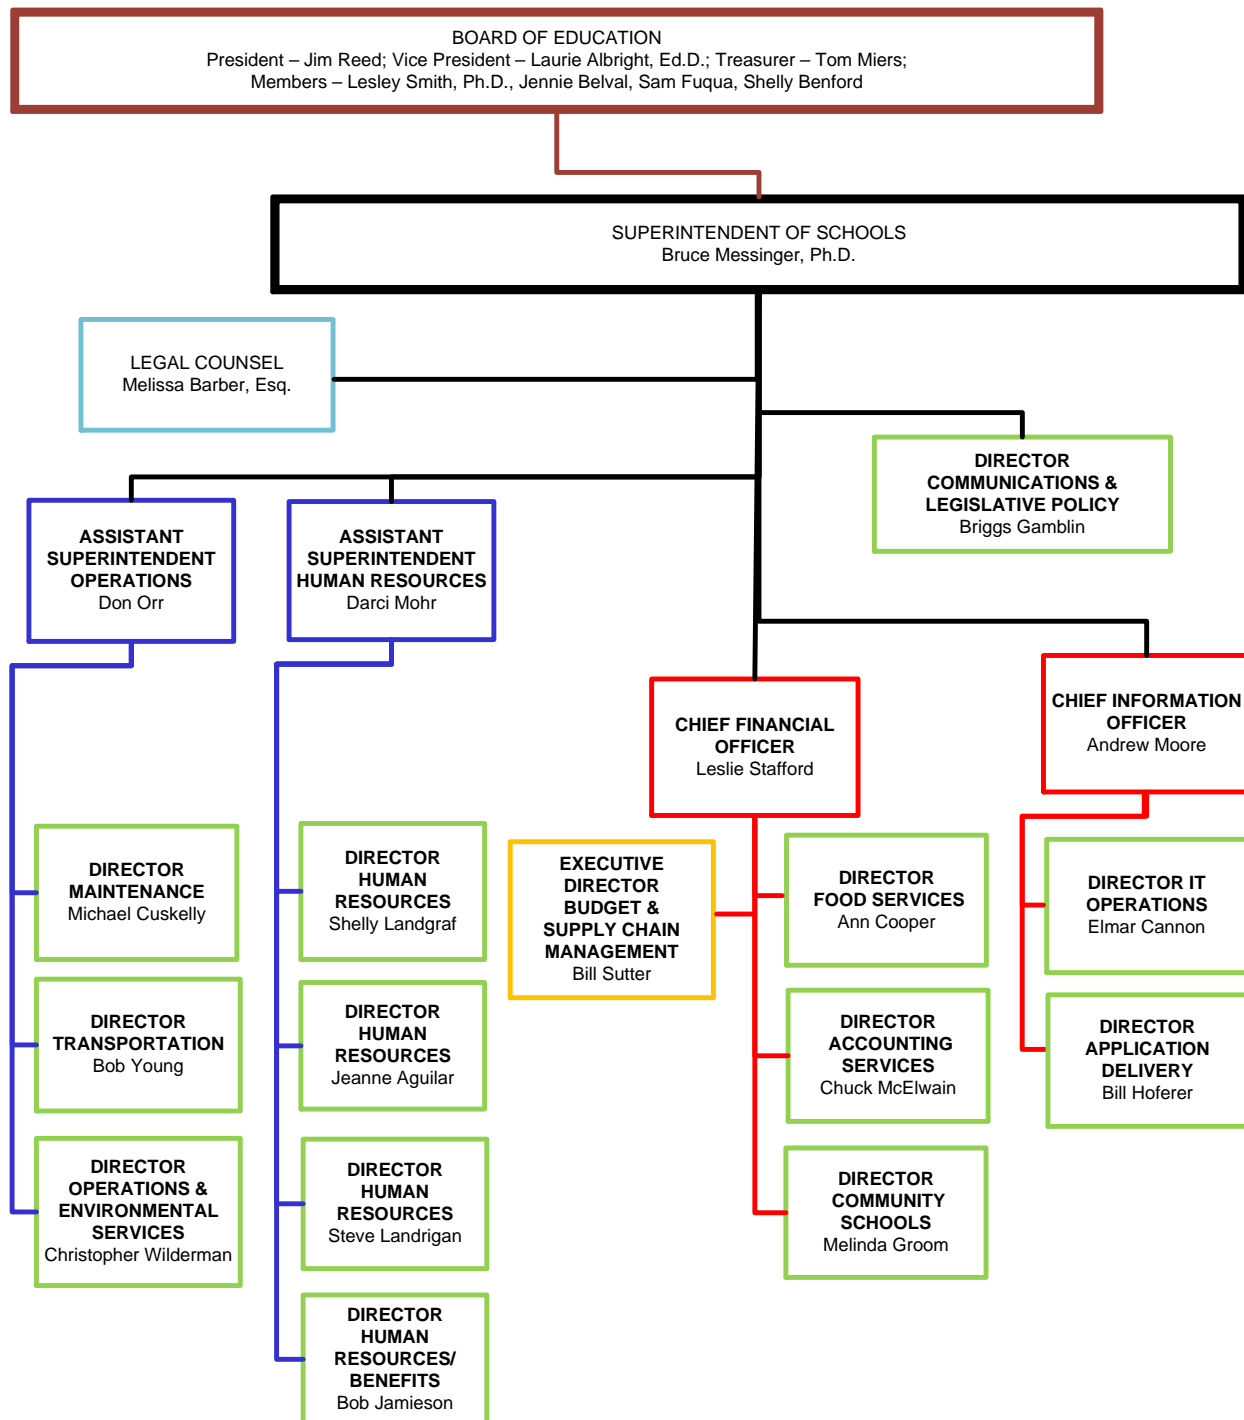 BOARD OF EDUCATION
President – Jim Reed; Vice President – Laurie Albright, Ed.D.; Treasurer – Tom Miers;
Members – Lesley Smith, Ph.D., Jennie Belval, Sam Fuqua, Shelly Benford
SUPERINTENDENT OF SCHOOLS
Bruce Messinger, Ph.D.
LEGAL COUNSEL
Melissa Barber, Esq.
DIRECTOR
COMMUNICATIONS &
LEGISLATIVE POLICY
Briggs Gamblin
ASSISTANT
SUPERINTENDENT
OPERATIONS
Don Orr
ASSISTANT
SUPERINTENDENT
HUMAN RESOURCES
Darci Mohr
CHIEF FINANCIAL
OFFICER
Leslie Stafford
CHIEF INFORMATION
OFFICER
Andrew Moore
DIRECTOR
MAINTENANCE
Michael Cuskelly
DIRECTOR
TRANSPORTATION
Bob Young
DIRECTOR
OPERATIONS &
ENVIRONMENTAL
SERVICES
Christopher Wilderman
DIRECTOR
HUMAN
RESOURCES
Shelly Landgraf
DIRECTOR
HUMAN
RESOURCES
Jeanne Aguilar
DIRECTOR
HUMAN
RESOURCES
Steve Landrigan
DIRECTOR
HUMAN
RESOURCES/
BENEFITS
Bob Jamieson
EXECUTIVE
DIRECTOR
BUDGET &
SUPPLY CHAIN
MANAGEMENT
Bill Sutter
DIRECTOR
FOOD SERVICES
Ann Cooper
DIRECTOR
ACCOUNTING
SERVICES
Chuck McElwain
DIRECTOR
COMMUNITY
SCHOOLS
Melinda Groom
DIRECTOR IT
OPERATIONS
Elmar Cannon
DIRECTOR
APPLICATION
DELIVERY
Bill Hoferer